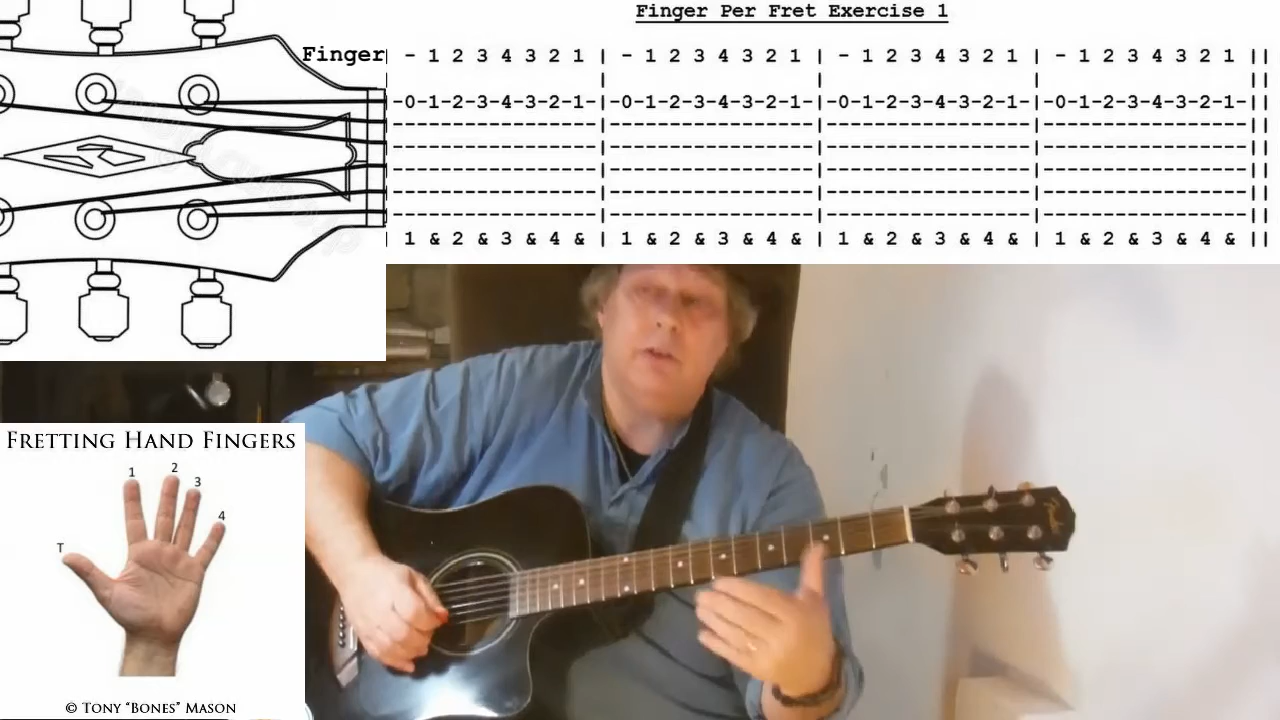 Finger Per Fret Exercise 1
Finger - 1 2 3 4 3 2 1 | - 1 2 3 4 3 2 1 | - 1 2 3 4 3 2 1 | - 1 2 3 4 3 2 1 ||
| | | | ||
-0-1-2-3-4-3-2-1-|-0-1-2-3-4-3-2-1-|-0-1-2-3-4-3-2-1-|-0-1-2-3-4-3-2-1-||
-----------------|-----------------|-----------------|-----------------||
-----------------|-----------------|-----------------|-----------------||
-----------------|-----------------|-----------------|-----------------||
-----------------|-----------------|-----------------|-----------------||
-----------------|-----------------|-----------------|-----------------||
1 & 2 & 3 & 4 & | 1 & 2 & 3 & 4 & | 1 & 2 & 3 & 4 & | 1 & 2 & 3 & 4 & ||
Fretting Hand Fingers
T 1 2 3 4
© Tony "Bones" Mason
Fender